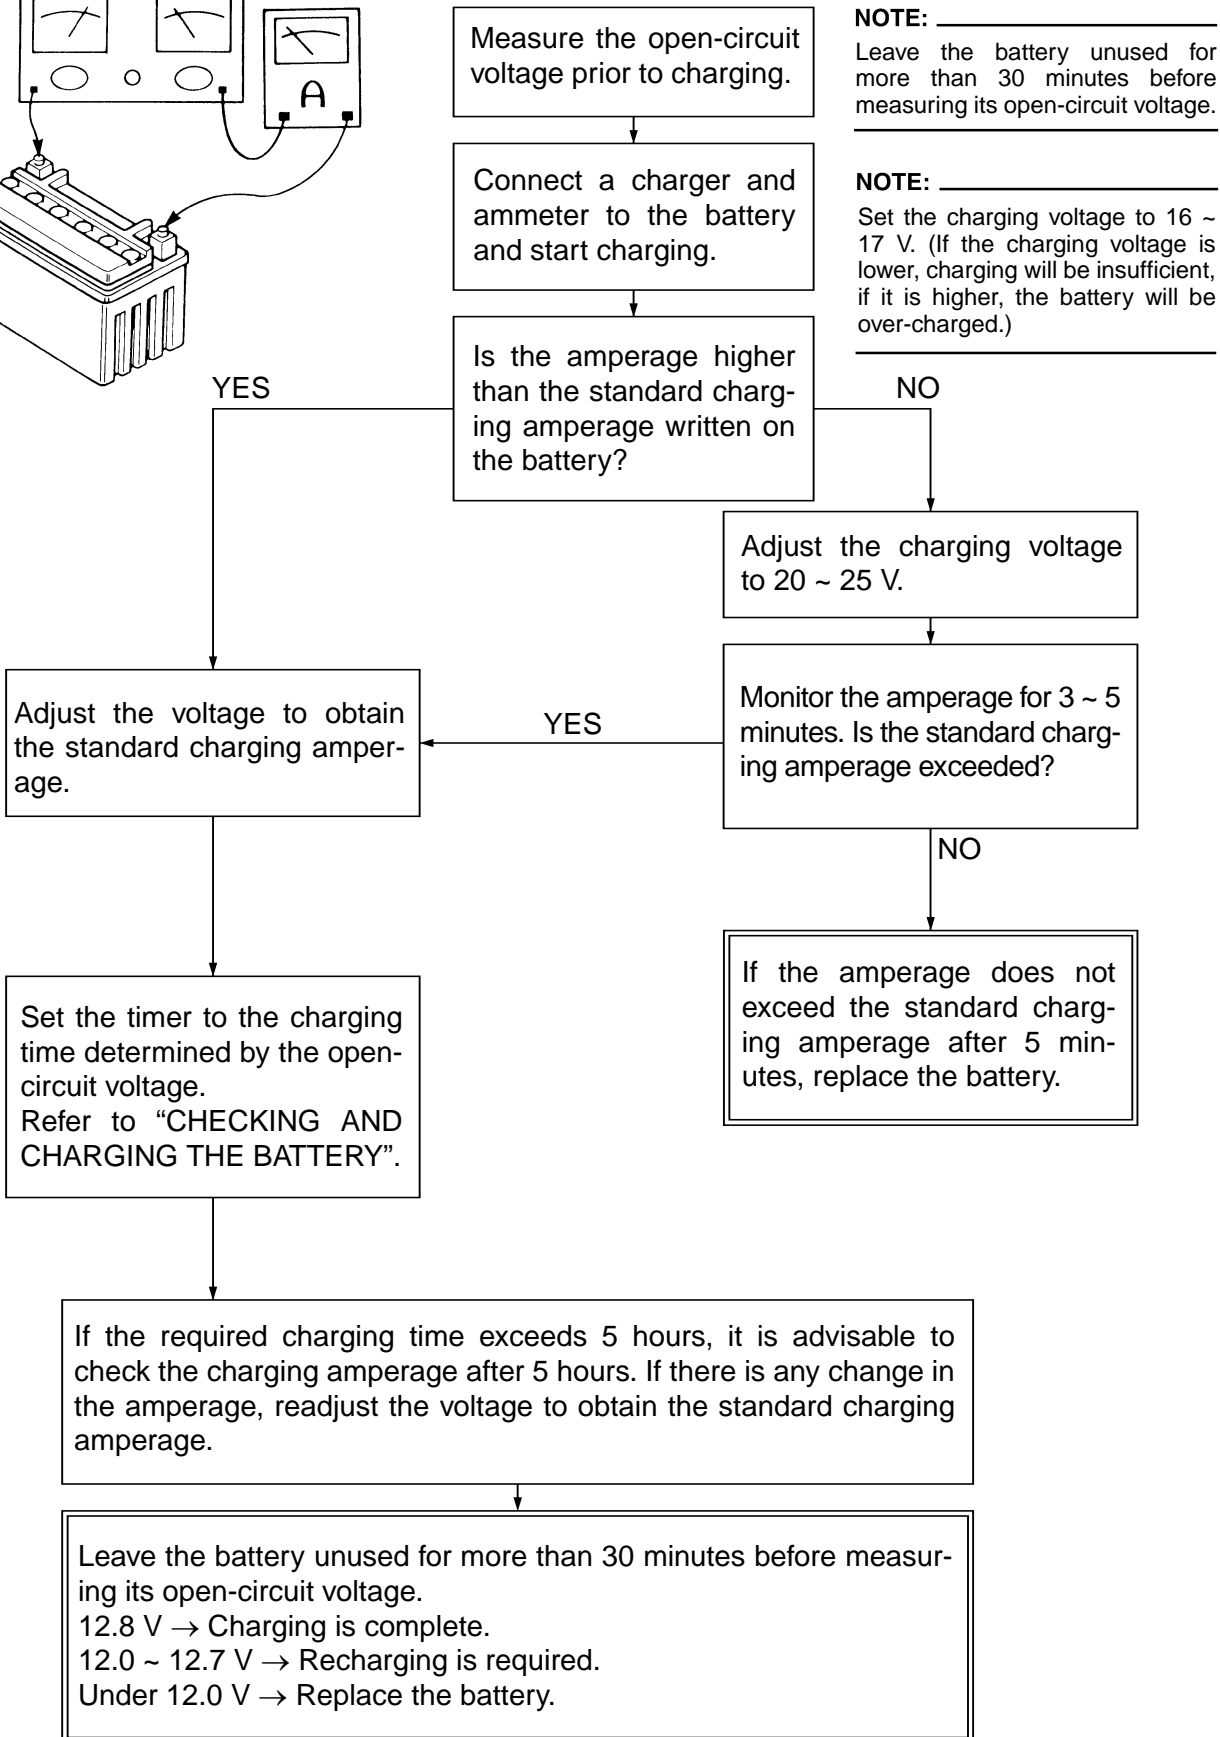 A
Measure the open-circuit
voltage prior to charging.
NOTE:
Leave the battery unused for
more than 30 minutes before
measuring its open-circuit voltage.
Connect a charger and
ammeter to the battery
and start charging.
NOTE:
Set the charging voltage to 16 ~
17 V. (If the charging voltage is
lower, charging will be insufficient,
if it is higher, the battery will be
over-charged.)
Is the amperage higher
than the standard charg-
ing amperage written on
the battery?
YES
NO
Adjust the charging voltage
to 20 ~ 25 V.
Monitor the amperage for 3 ~ 5
minutes. Is the standard charg-
ing amperage exceeded?
YES
Adjust the voltage to obtain
the standard charging amper-
age.
NO
If the amperage does not
exceed the standard charg-
ing amperage after 5 min-
utes, replace the battery.
Set the timer to the charging
time determined by the open-
circuit voltage.
Refer to “CHECKING AND
CHARGING THE BATTERY”.
If the required charging time exceeds 5 hours, it is advisable to
check the charging amperage after 5 hours. If there is any change in
the amperage, readjust the voltage to obtain the standard charging
amperage.
Leave the battery unused for more than 30 minutes before measur-
ing its open-circuit voltage.
12.8 V → Charging is complete.
12.0 ~ 12.7 V → Recharging is required.
Under 12.0 V → Replace the battery.